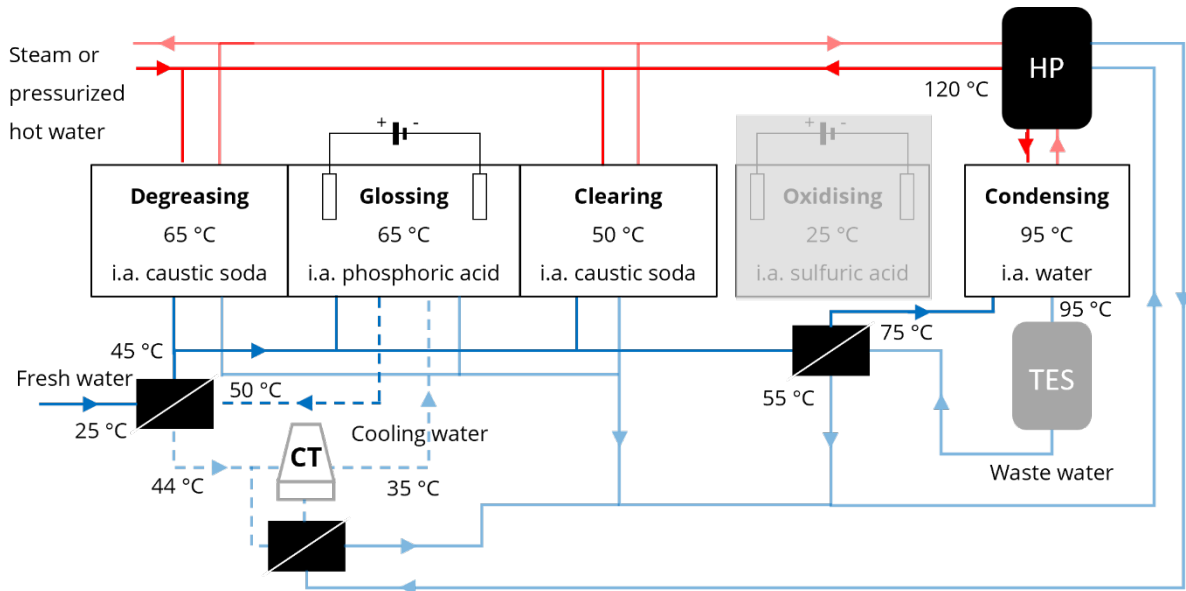 Steam or
pressurized
hot water
HP
120 °C
+ -
+ -
Degreasing
65 °C
i.a. caustic soda
Glossing
65 °C
i.a. phosphoric acid
Clearing
50 °C
i.a. caustic soda
Oxidising
25 °C
i.a. sulfuric acid
Condensing
95 °C
i.a. water
95 °C
75 °C
45 °C
Fresh water
25 °C
50 °C
55 °C
TES
Cooling water
CT
44 °C
35 °C
Waste water